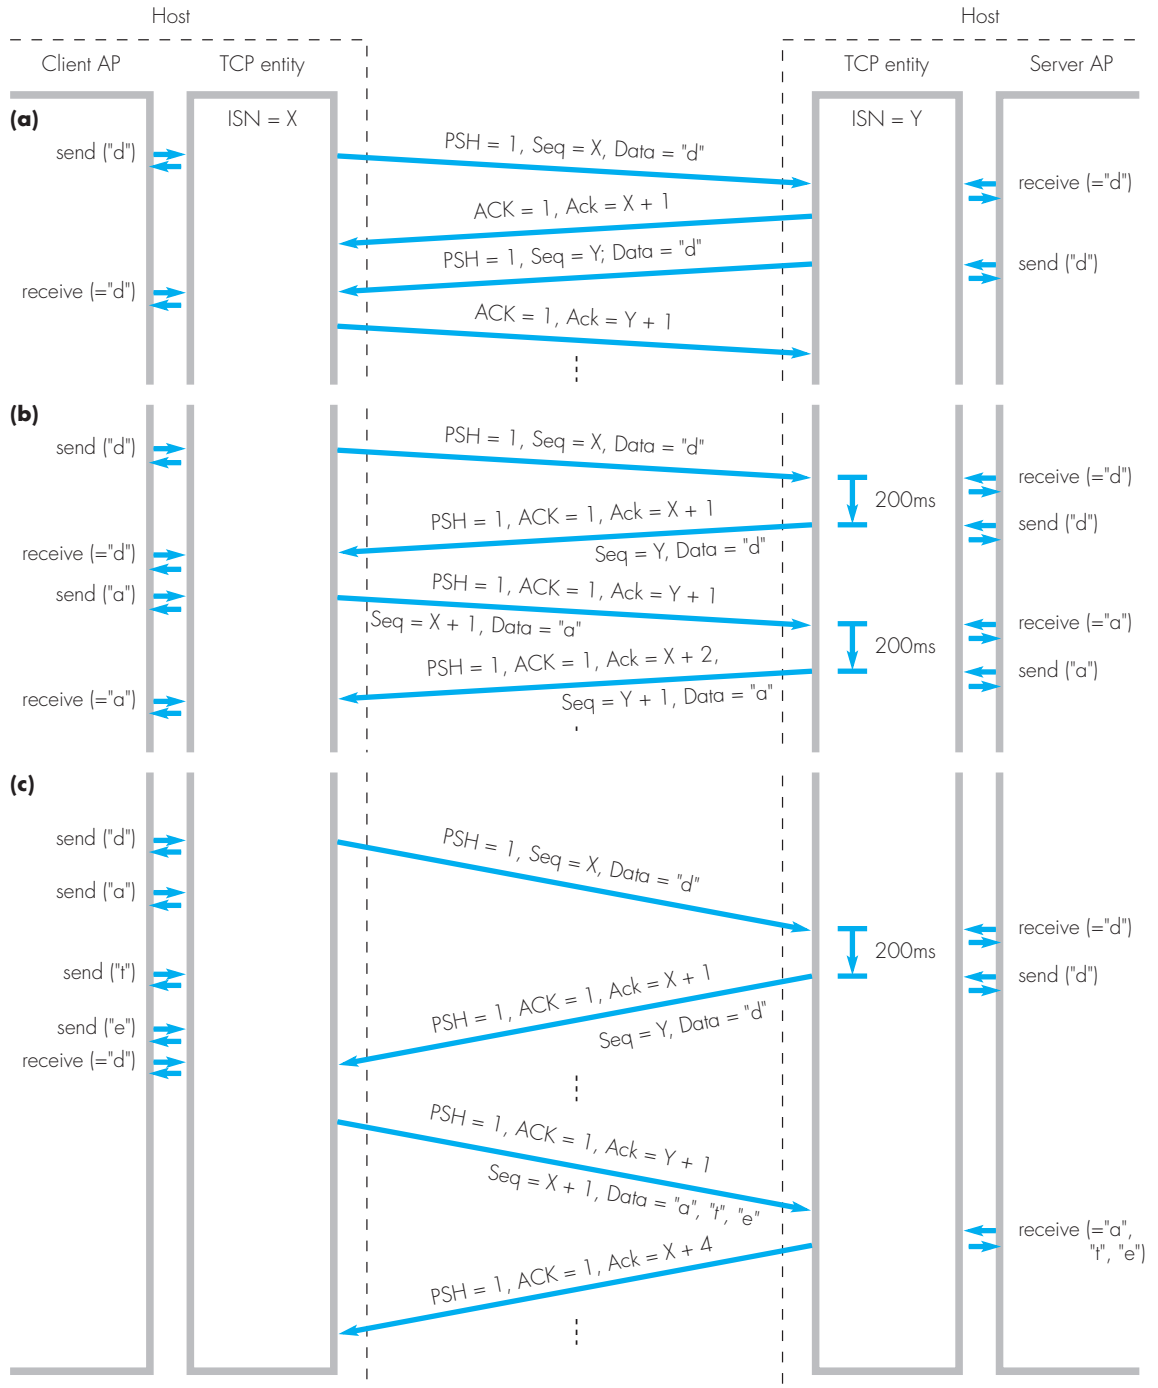 Host
Host
Client AP
TCP entity
TCP entity
Server AP
(a)
ISN = X
ISN = Y
send ("d")
PSH = 1, Seq = X, Data = "d"
receive (="d")
ACK = 1, Ack = X + 1
PSH = 1, Seq = Y; Data = "d"
send ("d")
receive (="d")
ACK = 1, Ack = Y + 1
(b)
send ("d")
PSH = 1, Seq = X, Data = "d"
receive (="d")
200ms
PSH = 1, ACK = 1, Ack = X + 1
send ("d")
Seq = Y, Data = "d"
receive (="d")
send ("a")
PSH = 1, ACK = 1, Ack = Y + 1
Seq = X + 1, Data = "a"
receive (="a")
200ms
PSH = 1, ACK = 1, Ack = X + 2,
send ("a")
Seq = Y + 1, Data = "a"
receive (="a")
(c)
send ("d")
PSH = 1, Seq = X, Data = "d"
send ("a")
receive (="d")
200ms
send ("t")
send ("d")
PSH = 1, ACK = 1, Ack = X + 1
Seq = Y, Data = "d"
send ("e")
receive (="d")
PSH = 1, ACK = 1, Ack = Y + 1
Seq = X + 1, Data = "a", "t", "e"
receive (="a",
"t", "e")
PSH = 1, ACK = 1, Ack = X + 4